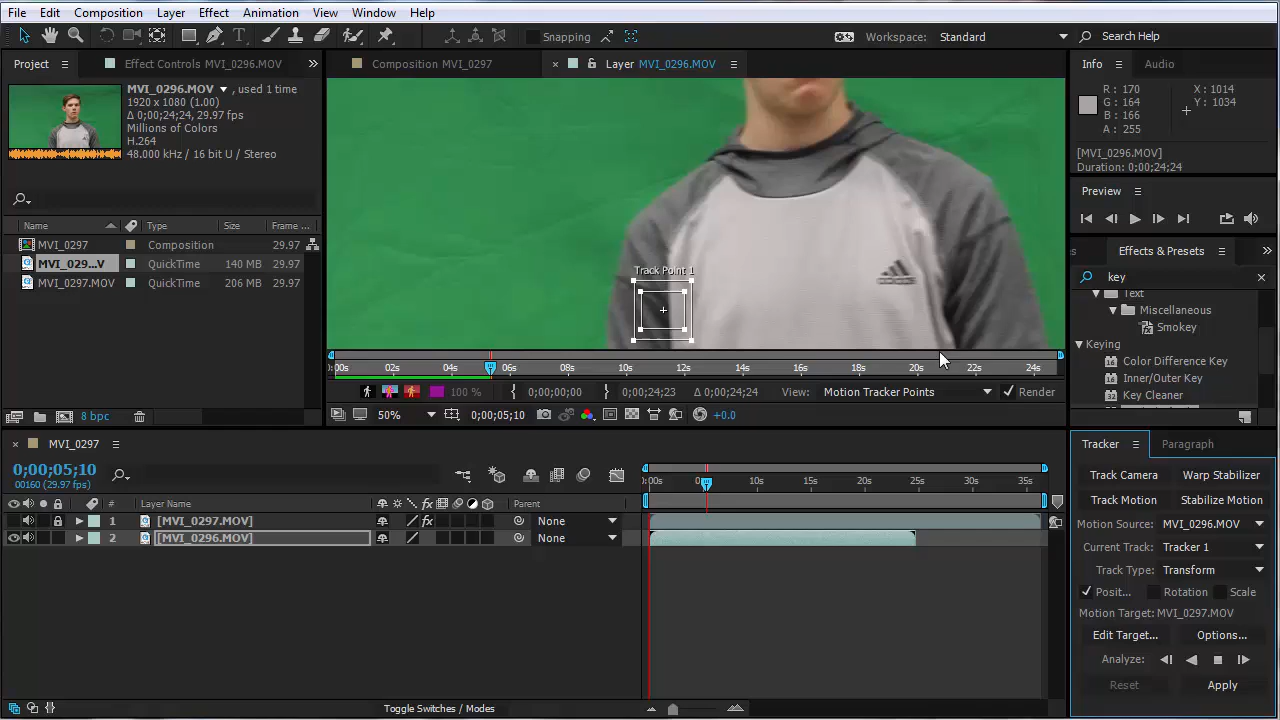 File Edit Composition Layer Effect Animation View Window Help
Snapping
Workspace: Standard
Search Help
Project
Effect Controls MVI_0296.MOV
Composition MVI_0297
Layer MVI_0296.MOV
Info Audio
MVI_0296.MOV , used 1 time
1920 x 1080 (1.00)
Δ 0;00;24;24, 29.97 fps
Millions of Colors
H.264
48.000 kHz / 16 bit U / Stereo
R : 170
G : 164
B : 166
A : 255
X : 1014
Y : 1034
[MVI_0296.MOV]
Duration: 0;00;24;24
Preview
Effects & Presets
key
Text
Miscellaneous
Smokey
Keying
Color Difference Key
Inner/Outer Key
Key Cleaner
Name Type Size Frame ...
MVI_0297 Composition 29.97
MVI_029...V QuickTime 140 MB 29.97
MVI_0297.MOV QuickTime 206 MB 29.97
8 bpc
Track Point 1
adidas
:00s 02s 04s 06s 08s 10s 12s 14s 16s 18s 20s 22s 24s
100 % 0;00;00;00 0;00;24;23 Δ 0;00;24;24 View: Motion Tracker Points Render
50% 0;00;05;10 +0.0
MVI_0297
0;00;05;10
00160 (29.97 fps)
# Layer Name Parent
:00s 10s 15s 20s 25s 30s 35s
1 [MVI_0297.MOV] None
2 [MVI_0296.MOV] None
Toggle Switches / Modes
Tracker Paragraph
Track Camera Warp Stabilizer
Track Motion Stabilize Motion
Motion Source: MVI_0296.MOV
Current Track: Tracker 1
Track Type: Transform
Posit... Rotation Scale
Motion Target: MVI_0297.MOV
Edit Target... Options...
Analyze:
Reset Apply